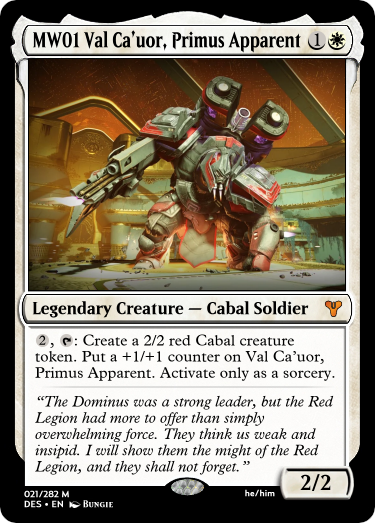 MW01 Val Ca'uor, Primus Apparent 1
Legendary Creature — Cabal Soldier
2, : Create a 2/2 red Cabal creature
token. Put a +1/+1 counter on Val Ca'uor,
Primus Apparent. Activate only as a sorcery.
"The Dominus was a strong leader, but the Red
Legion had more to offer than simply
overwhelming force. They think us weak and
insipid. I will show them the might of the Red
Legion, and they shall not forget."
2/2
021/282 M
he/him
DES • EN Bungie